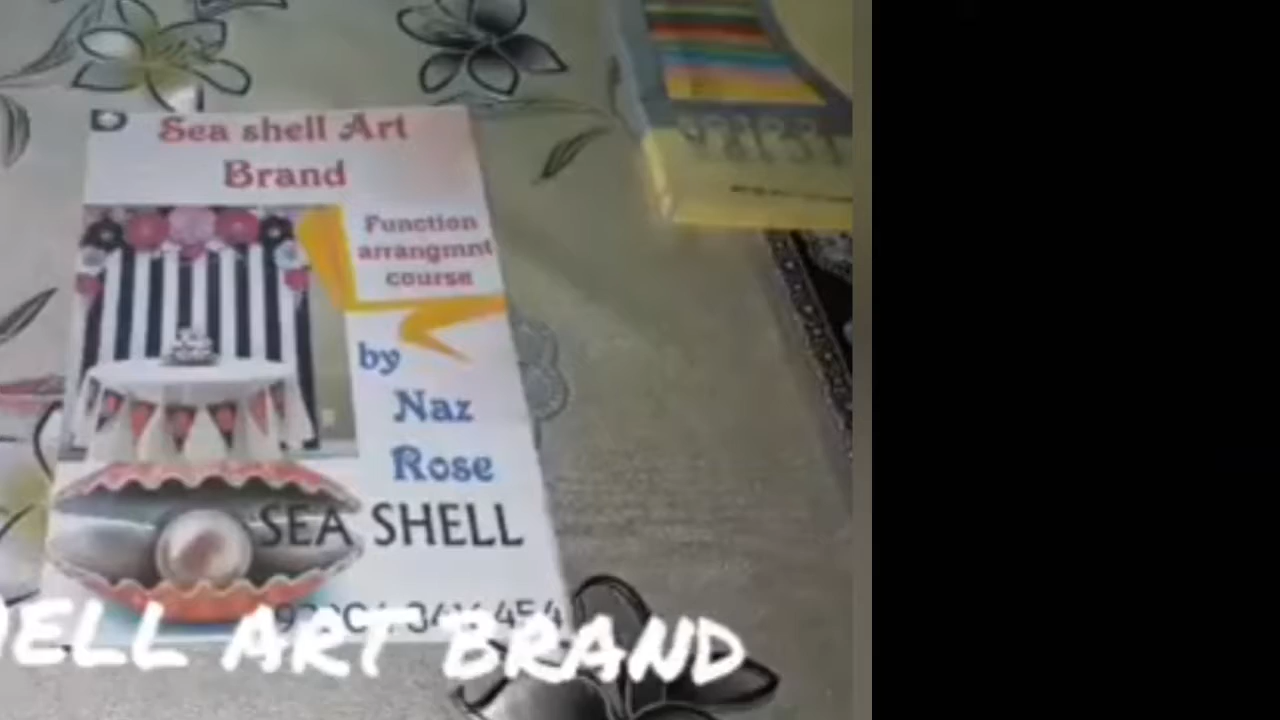 Sea shell Art
Brand
Function
arrangmnt
course
by
Naz
Rose
SEA SHELL
ELL ART BRAND